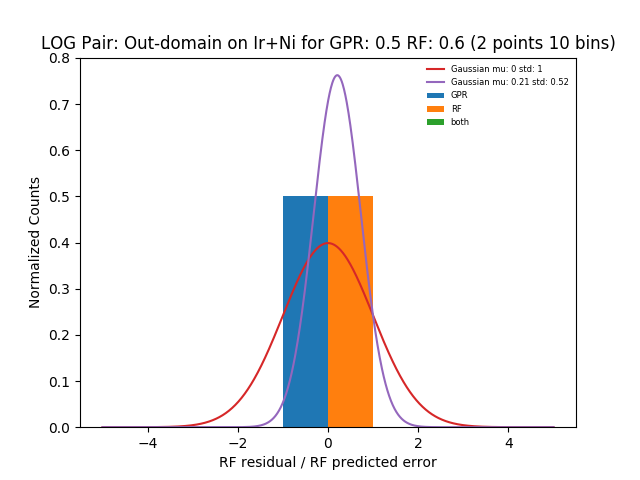 LOG Pair: Out-domain on Ir+Ni for GPR: 0.5 RF: 0.6 (2 points 10 bins)
Gaussian mu: 0 std: 1
Gaussian mu: 0.21 std: 0.52
GPR
RF
both
Normalized Counts
0.8
0.7
0.6
0.5
0.4
0.3
0.2
0.1
0.0
−4 −2 0 2 4
RF residual / RF predicted error